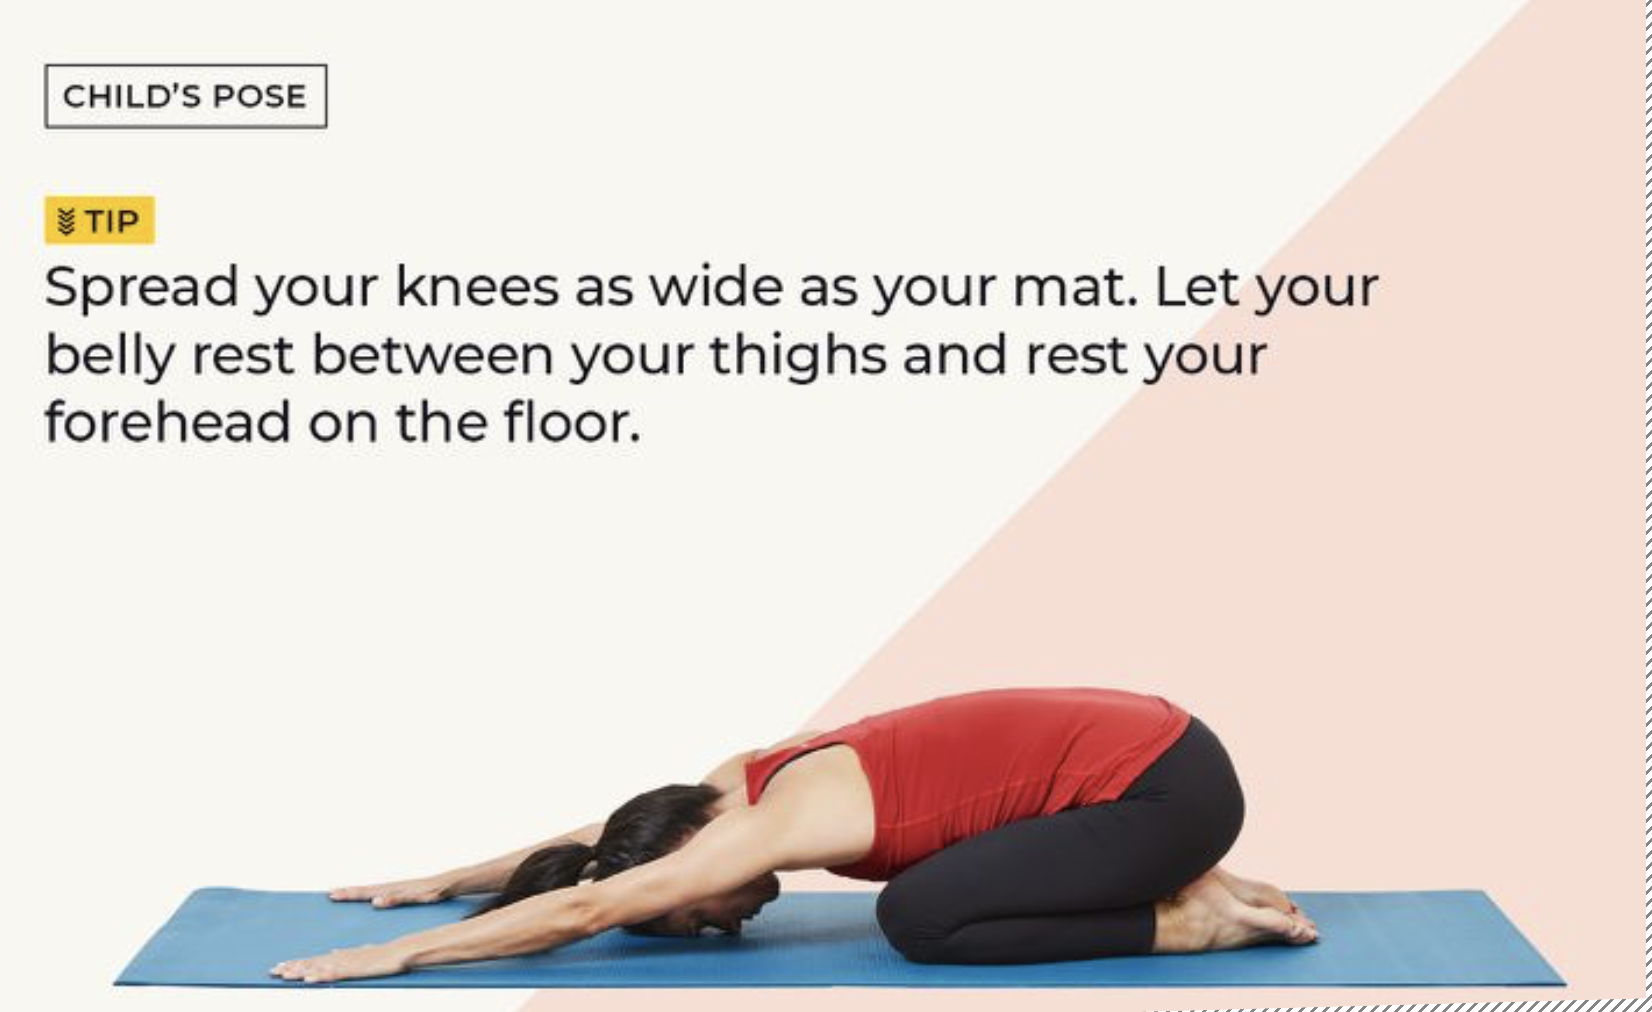 CHILD’S POSE
TIP
Spread your knees as wide as your mat. Let your
belly rest between your thighs and rest your
forehead on the floor.